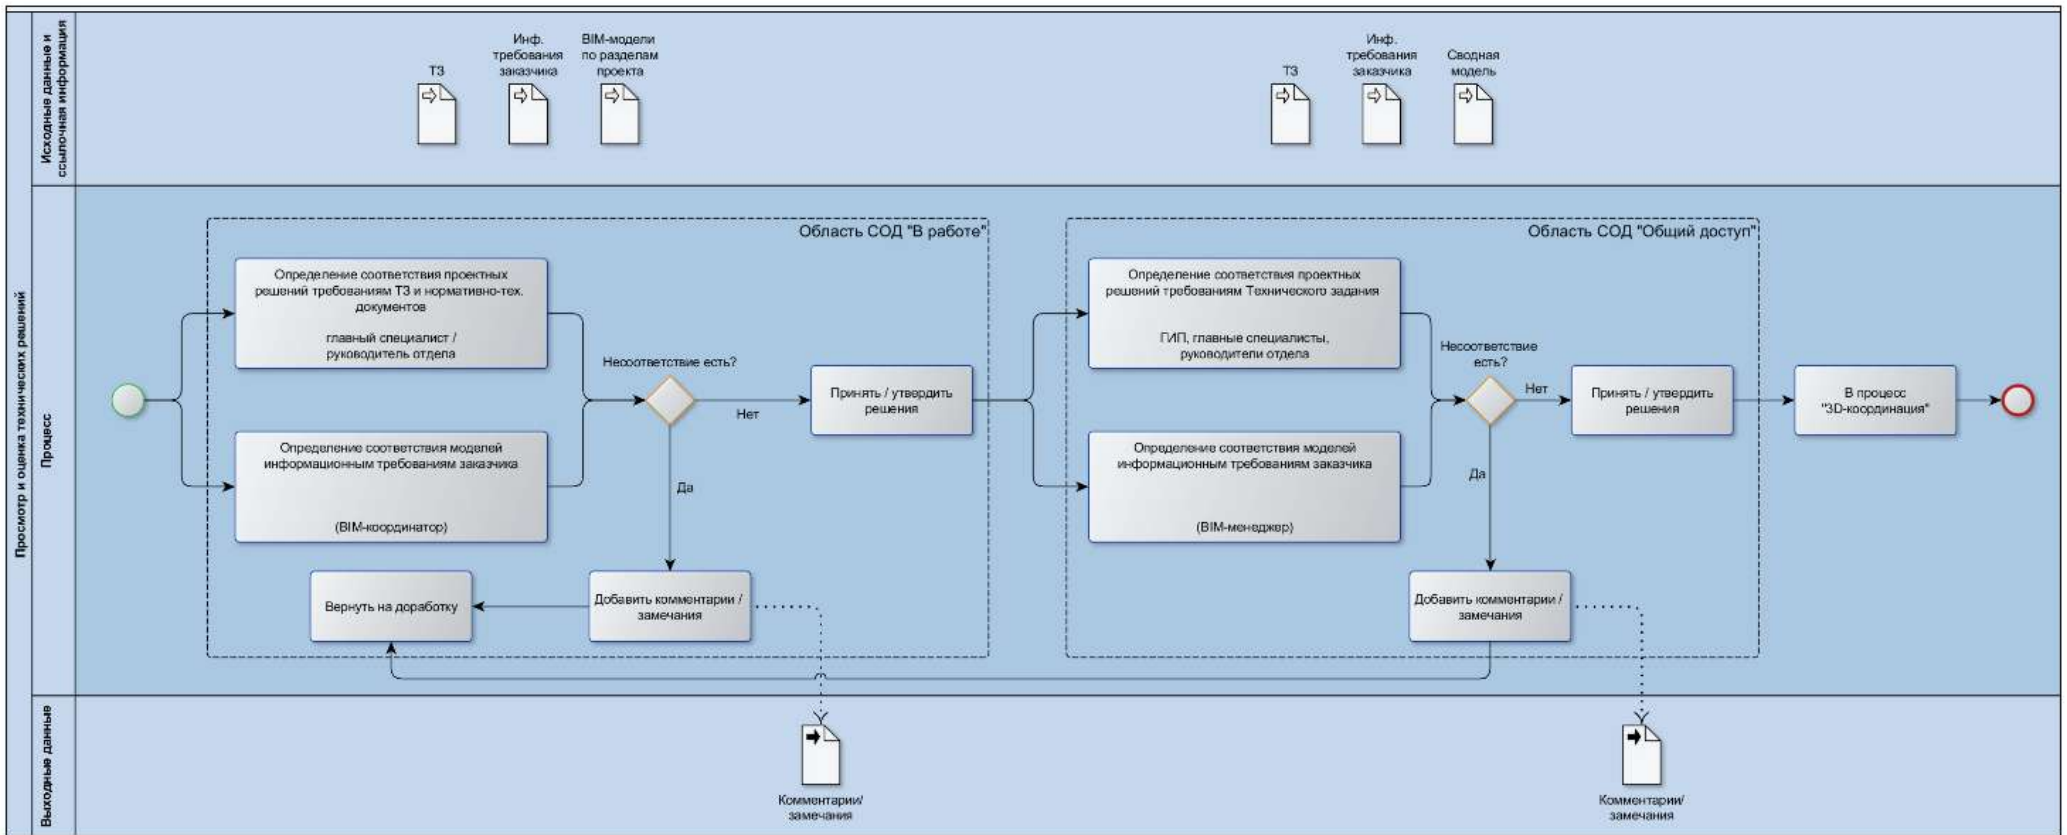 Просмотр и оценка технических решений
Исходные данные и
ссылочная информация
ТЗ
Инф.
требования
заказчика
BIM-модели
по разделам
проекта
ТЗ
Инф.
требования
заказчика
Сводная
модель
Процесс
Область СОД "В работе"
Определение соответствия проектных
решений требованиям ТЗ и нормативно-тех.
документов
главный специалист /
руководитель отдела
Определение соответствия моделей
информационным требованиям заказчика
(BIM-координатор)
Несоответствие есть?
Нет
Да
Принять / утвердить
решения
Вернуть на доработку
Добавить комментарии /
замечания
Область СОД "Общий доступ"
Определение соответствия проектных
решений требованиям Технического задания
ГИП, главные специалисты,
руководители отдела
Определение соответствия моделей
информационным требованиям заказчика
(BIM-менеджер)
Несоответствие
есть?
Нет
Да
Принять / утвердить
решения
Добавить комментарии /
замечания
В процесс
"3D-координация"
Выходные данные
Комментарии/
замечания
Комментарии/
замечания